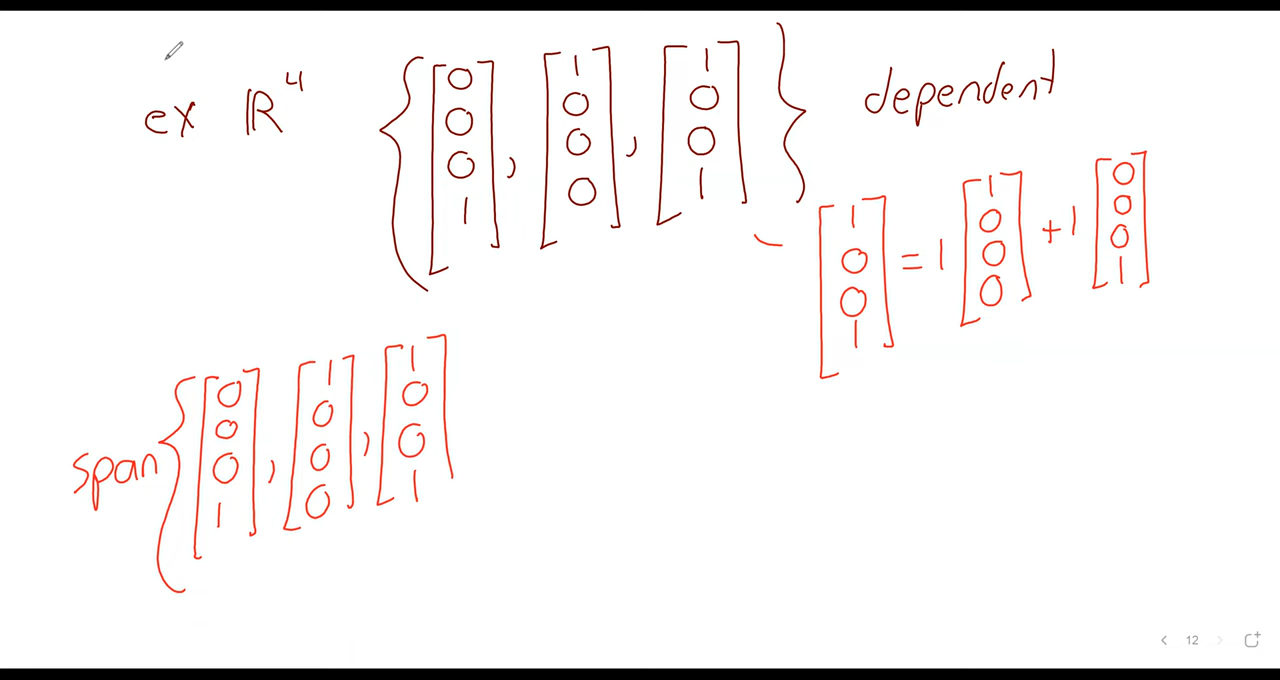 ex ℝ⁴ { [0 0 0 1], [1 0 0 0], [1 0 0 1] } dependent
[1 0 0 1] = 1 [1 0 0 0] + 1 [0 0 0 1]
span { [0 0 0 1], [1 0 0 0], [1 0 0 1]
12